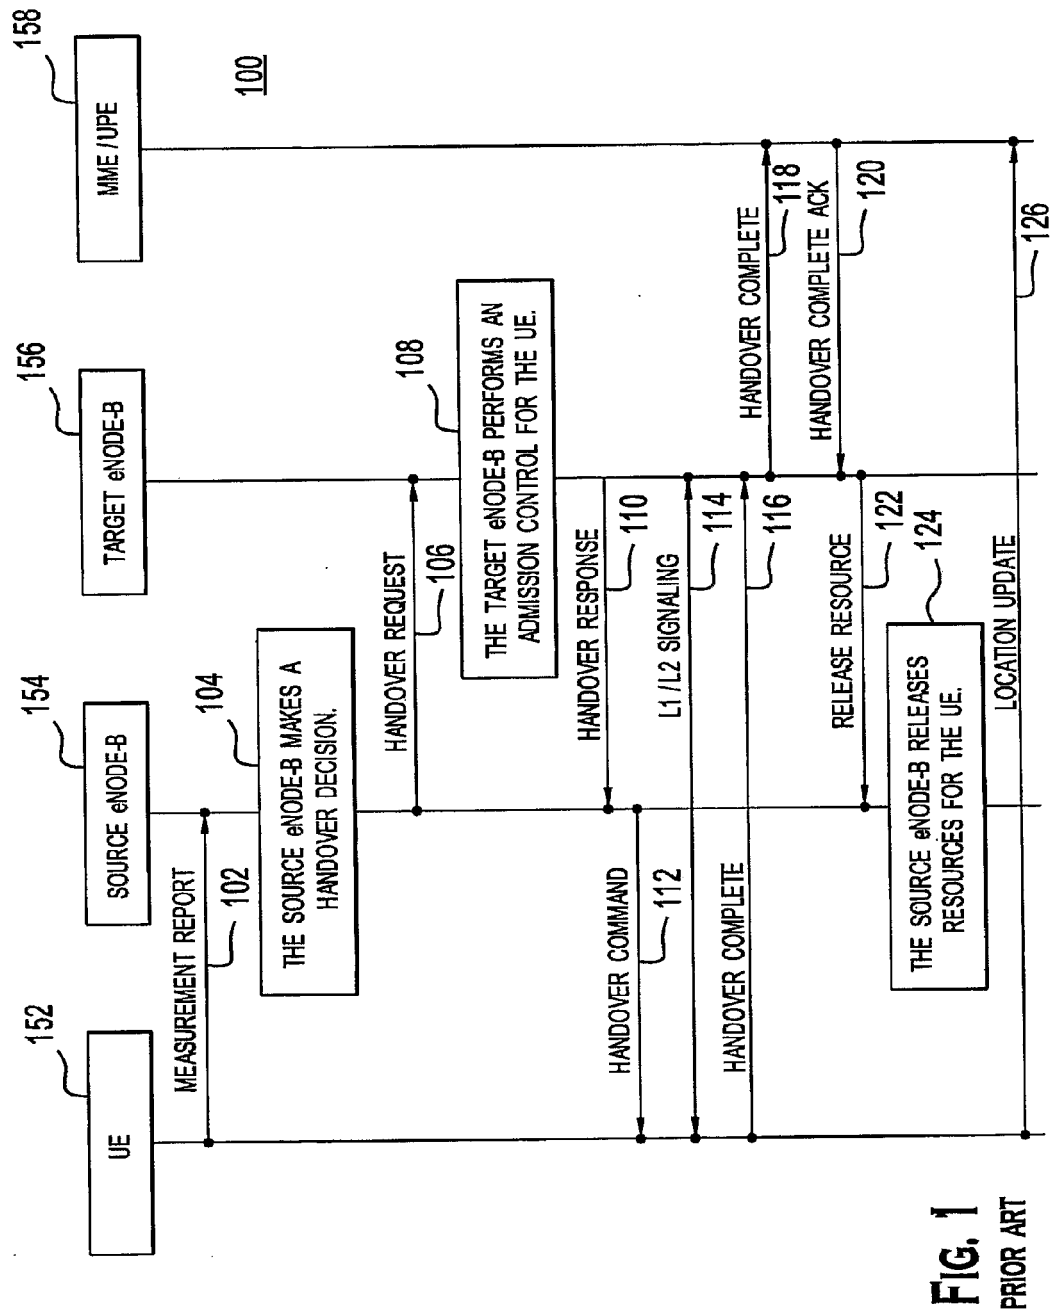 100
152
154
156
158
UE
SOURCE eNODE-B
TARGET eNODE-B
MME/UPE
MEASUREMENT REPORT
102
104
THE SOURCE eNODE-B MAKES A
HANDOVER DECISION.
HANDOVER REQUEST
106
108
THE TARGET eNODE-B PERFORMS AN
ADMISSION CONTROL FOR THE UE.
HANDOVER RESPONSE
110
HANDOVER COMMAND
112
L1/L2 SIGNALING
114
HANDOVER COMPLETE
116
HANDOVER COMPLETE
118
HANDOVER COMPLETE ACK
120
RELEASE RESOURCE
122
124
THE SOURCE eNODE-B RELEASES
RESOURCES FOR THE UE.
LOCATION UPDATE
126
FIG. 1
PRIOR ART